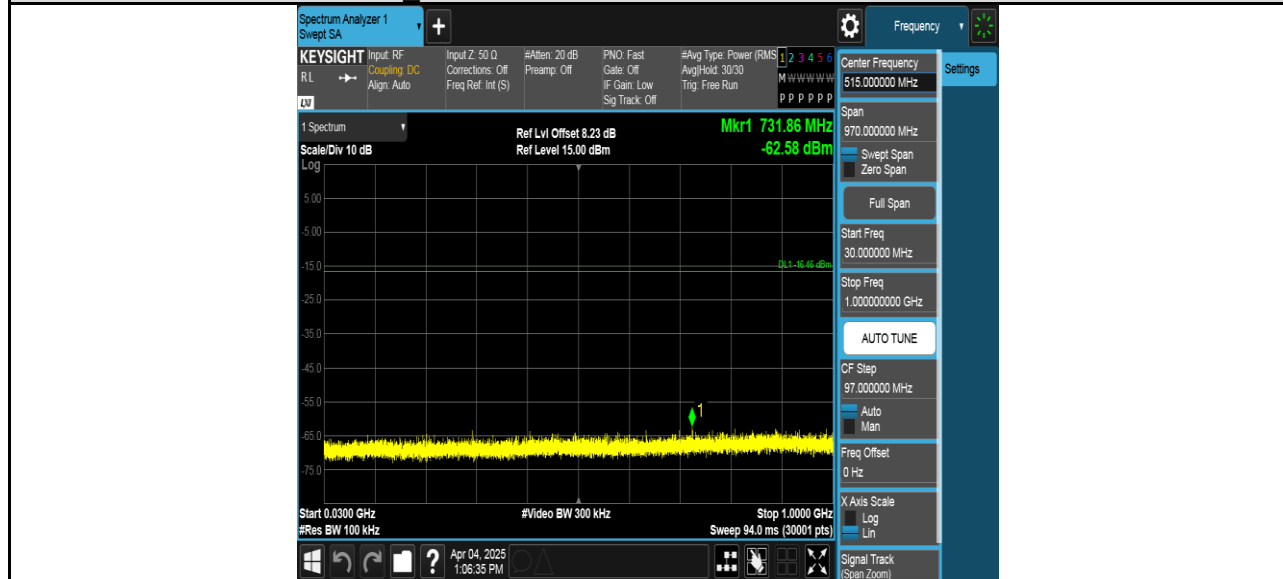 Spectrum Analyzer 1
Swept SA
+
Frequency
KEYSIGHT
RL
LXI
Input: RF
Coupling: DC
Align: Auto
Input Z: 50 Ω
Corrections: Off
Freq Ref: Int (S)
#Atten: 20 dB
Preamp: Off
PNO: Fast
Gate: Off
IF Gain: Low
Sig Track: Off
#Avg Type: Power (RMS
Avg|Hold: 30/30
Trig: Free Run
1 2 3 4 5 6
M W W W W W
P P P P P P
1 Spectrum
Scale/Div 10 dB
Log
Ref Lvl Offset 8.23 dB
Ref Level 15.00 dBm
Mkr1 731.86 MHz
-62.58 dBm
5.00
-5.00
-15.0
DL1 -16.46 dBm
-25.0
-35.0
-45.0
-55.0
1
-65.0
-75.0
Start 0.0300 GHz
#Video BW 300 kHz
Stop 1.0000 GHz
#Res BW 100 kHz
Sweep 94.0 ms (30001 pts)
?
Apr 04, 2025
1:06:35 PM
Center Frequency
515.000000 MHz
Settings
Span
970.000000 MHz
Swept Span
Zero Span
Full Span
Start Freq
30.000000 MHz
Stop Freq
1.000000000 GHz
AUTO TUNE
CF Step
97.000000 MHz
Auto
Man
Freq Offset
0 Hz
X Axis Scale
Log
Lin
Signal Track
(Span Zoom)